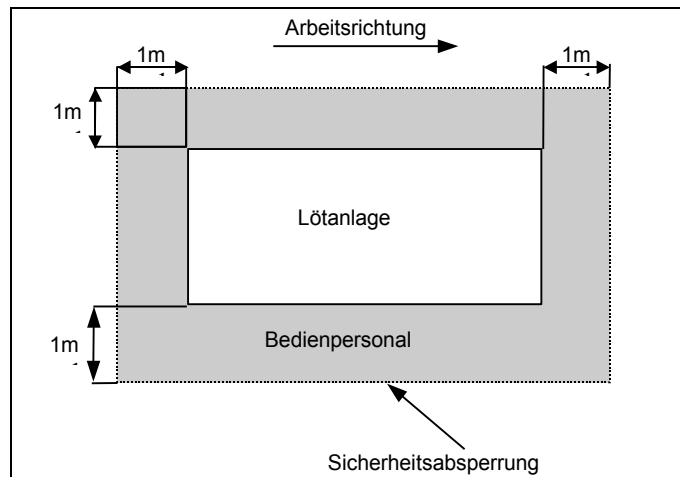 Arbeitsrichtung
1m
1m
1m
Lötanlage
Bedienpersonal
1m
Sicherheitsabsperrung